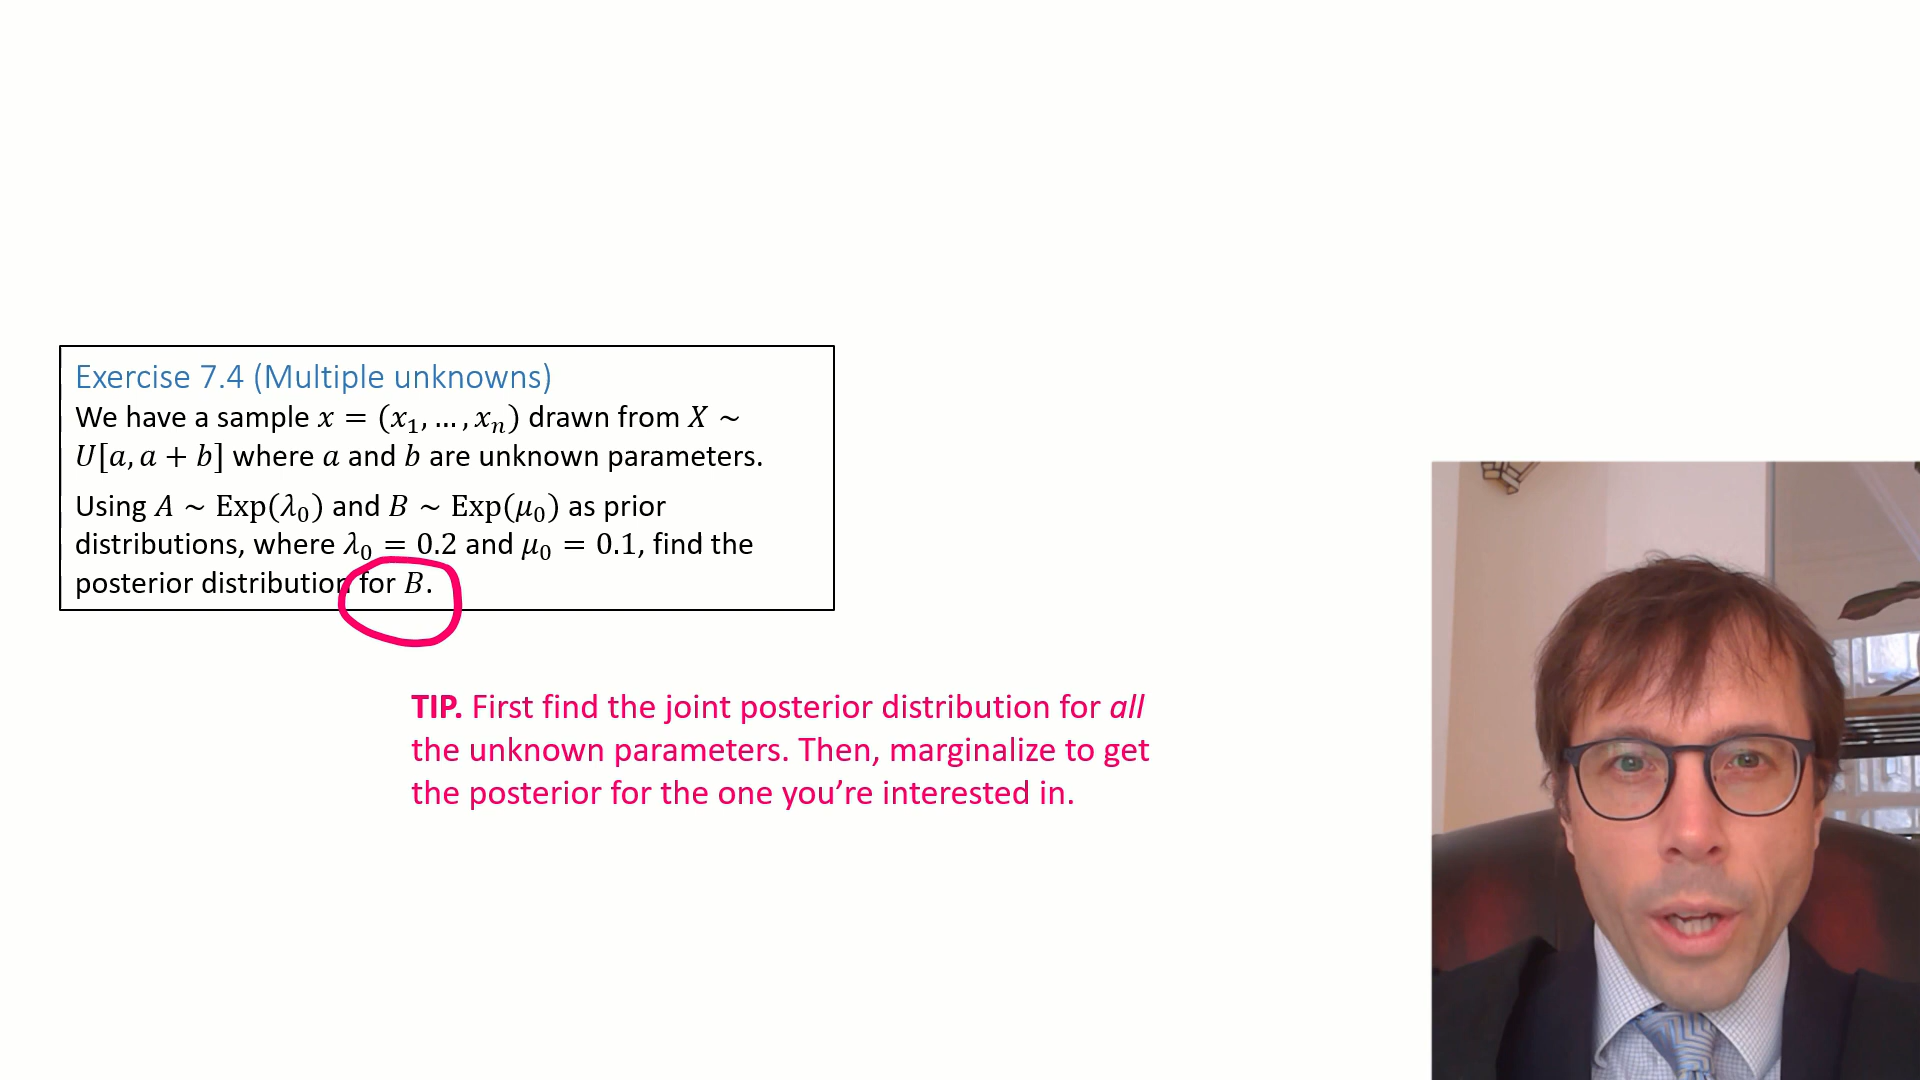 Exercise 7.4 (Multiple unknowns)
We have a sample 𝑥 = (𝑥₁, … , 𝑥ₙ) drawn from 𝑋 ~
𝑈[𝑎, 𝑎 + 𝑏] where 𝑎 and 𝑏 are unknown parameters.
Using 𝐴 ~ Exp(𝜆₀) and 𝐵 ~ Exp(𝜇₀) as prior
distributions, where 𝜆₀ = 0.2 and 𝜇₀ = 0.1, find the
posterior distribution for 𝐵.
TIP. First find the joint posterior distribution for all
the unknown parameters. Then, marginalize to get
the posterior for the one you’re interested in.